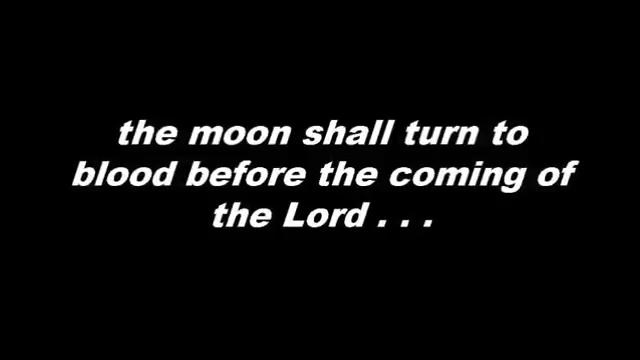 the moon shall turn to
blood before the coming of
the Lord . . .